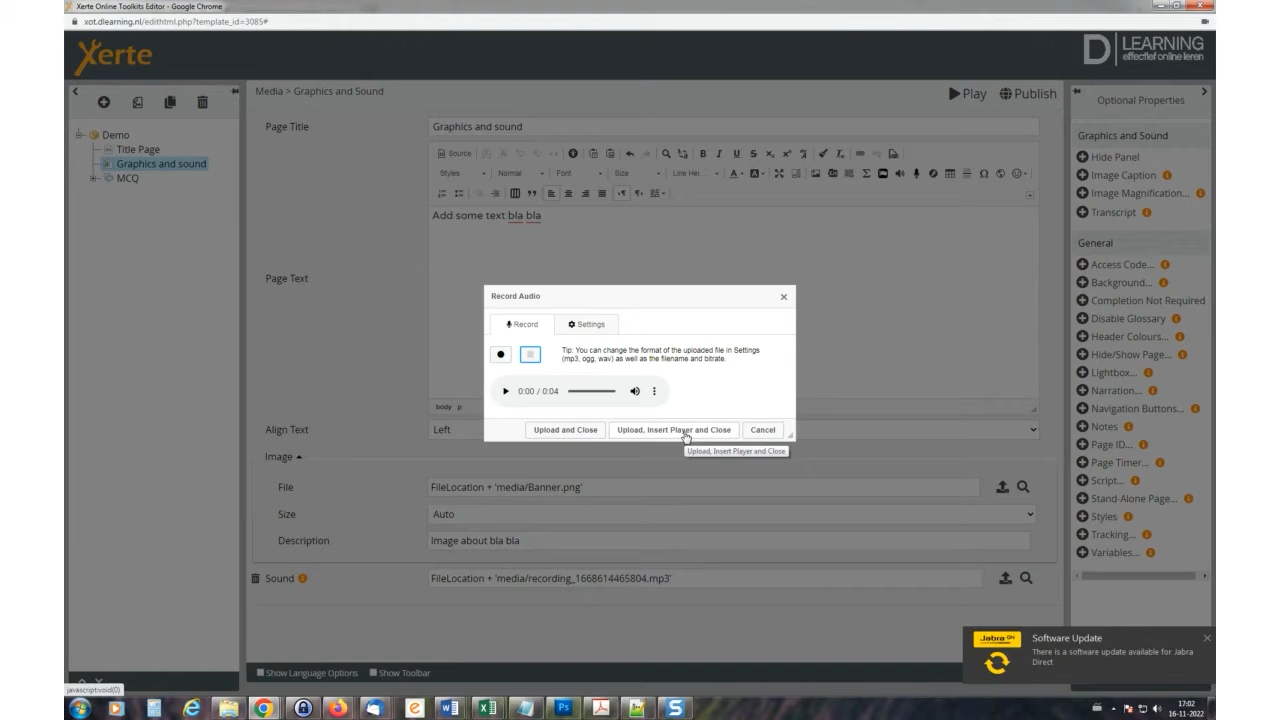 Xerte Online Toolkits Editor - Google Chrome
xot.dlearning.nl/edithtml.php?template_id=3085#
Xerte
D LEARNING
effectief online leren
Media > Graphics and Sound
Play
Publish
Optional Properties
Demo
Title Page
Graphics and sound
MCQ
Page Title
Graphics and sound
Source
Styles
Normal
Font
Size
Line Hei...
Page Text
Add some text bla bla
body p
Record Audio
Record
Settings
Tip: You can change the format of the uploaded file in Settings
(mp3, ogg, wav) as well as the filename and bitrate.
0:00 / 0:04
Upload and Close
Upload, Insert Player and Close
Cancel
Upload, Insert Player and Close
Align Text
Left
Image
File
FileLocation + 'media/Banner.png'
Size
Auto
Description
Image about bla bla
Sound
FileLocation + 'media/recording_1668614465804.mp3'
Graphics and Sound
Hide Panel
Image Caption
Image Magnification...
Transcript
General
Access Code...
Background...
Completion Not Required
Disable Glossary
Header Colours...
Hide/Show Page...
Lightbox...
Narration...
Navigation Buttons...
Notes
Page ID...
Page Timer...
Script...
Stand-Alone Page...
Styles
Tracking...
Variables...
Jabra GN
Software Update
There is a software update available for Jabra
Direct
Show Language Options
Show Toolbar
javascript:void(0)
17:02
16-11-2022